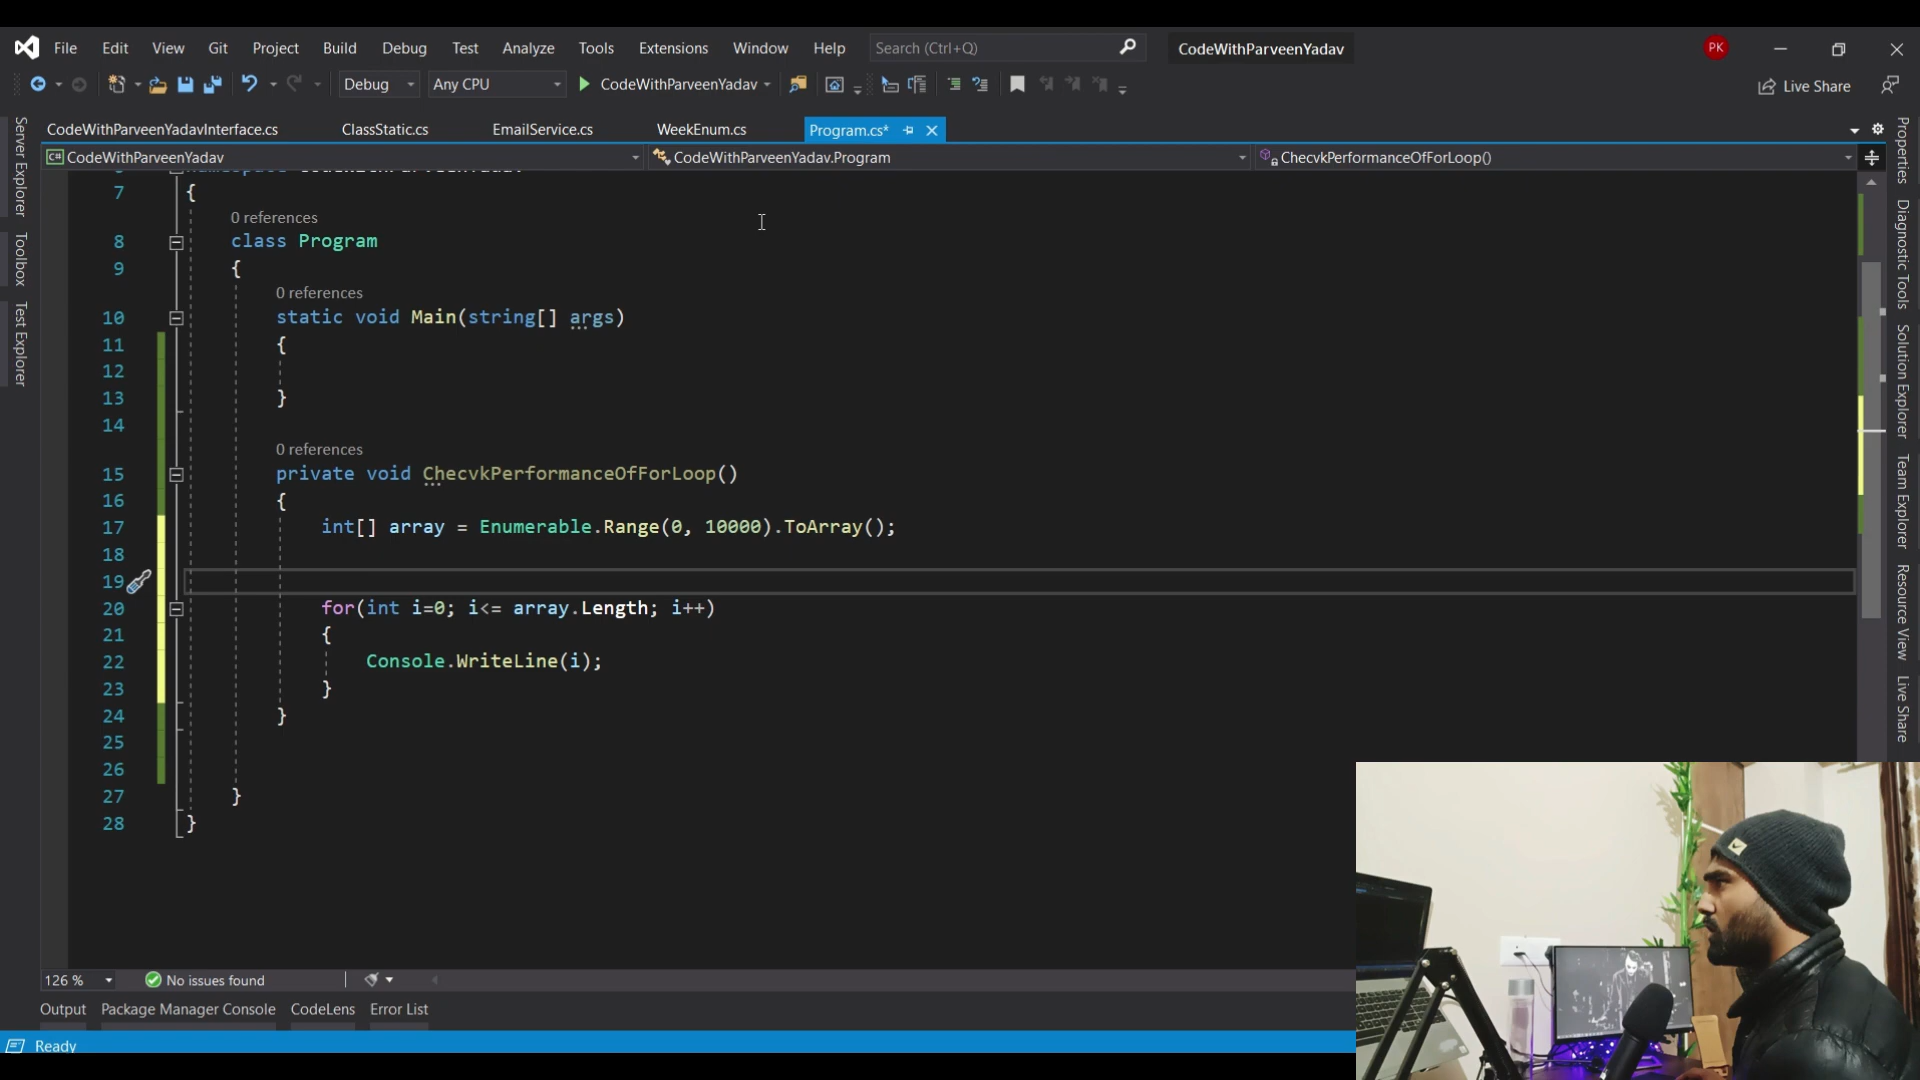 File Edit View Git Project Build Debug Test Analyze Tools Extensions Window Help Search (Ctrl+Q) CodeWithParveenYadav PK
Debug Any CPU CodeWithParveenYadav Live Share
CodeWithParveenYadavInterface.cs ClassStatic.cs EmailService.cs WeekEnum.cs Program.cs*
C# CodeWithParveenYadav CodeWithParveenYadav.Program ChecvkPerformanceOfForLoop()
7 {
0 references
8 class Program
9 {
0 references
10 static void Main(string[] args)
11 {
12
13 }
14
0 references
15 private void ChecvkPerformanceOfForLoop()
16 {
17 int[] array = Enumerable.Range(0, 10000).ToArray();
18
19
20 for(int i=0; i<= array.Length; i++)
21 {
22 Console.WriteLine(i);
23 }
24 }
25
26
27 }
28 }
Server Explorer
Toolbox
Test Explorer
Properties
Diagnostic Tools
Solution Explorer
Team Explorer
Resource View
Live Share
126 % No issues found
Output Package Manager Console CodeLens Error List
Ready